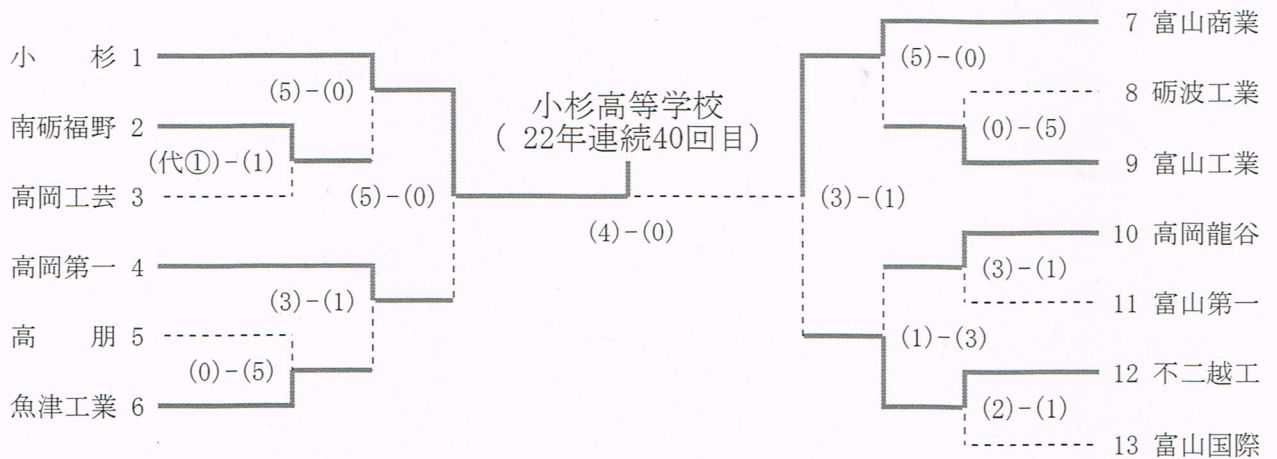 小　　杉 1
(5)-(0)
南砺福野 2
(代①)-(1)
高岡工芸 3
(5)-(0)
高岡第一 4
(3)-(1)
高　　朋 5
(0)-(5)
魚津工業 6
小杉高等学校
( 22年連続40回目)
(4)-(0)
7 富山商業
(5)-(0)
8 砺波工業
(0)-(5)
9 富山工業
(3)-(1)
10 高岡龍谷
(3)-(1)
11 富山第一
(1)-(3)
12 不二越工
(2)-(1)
13 富山国際